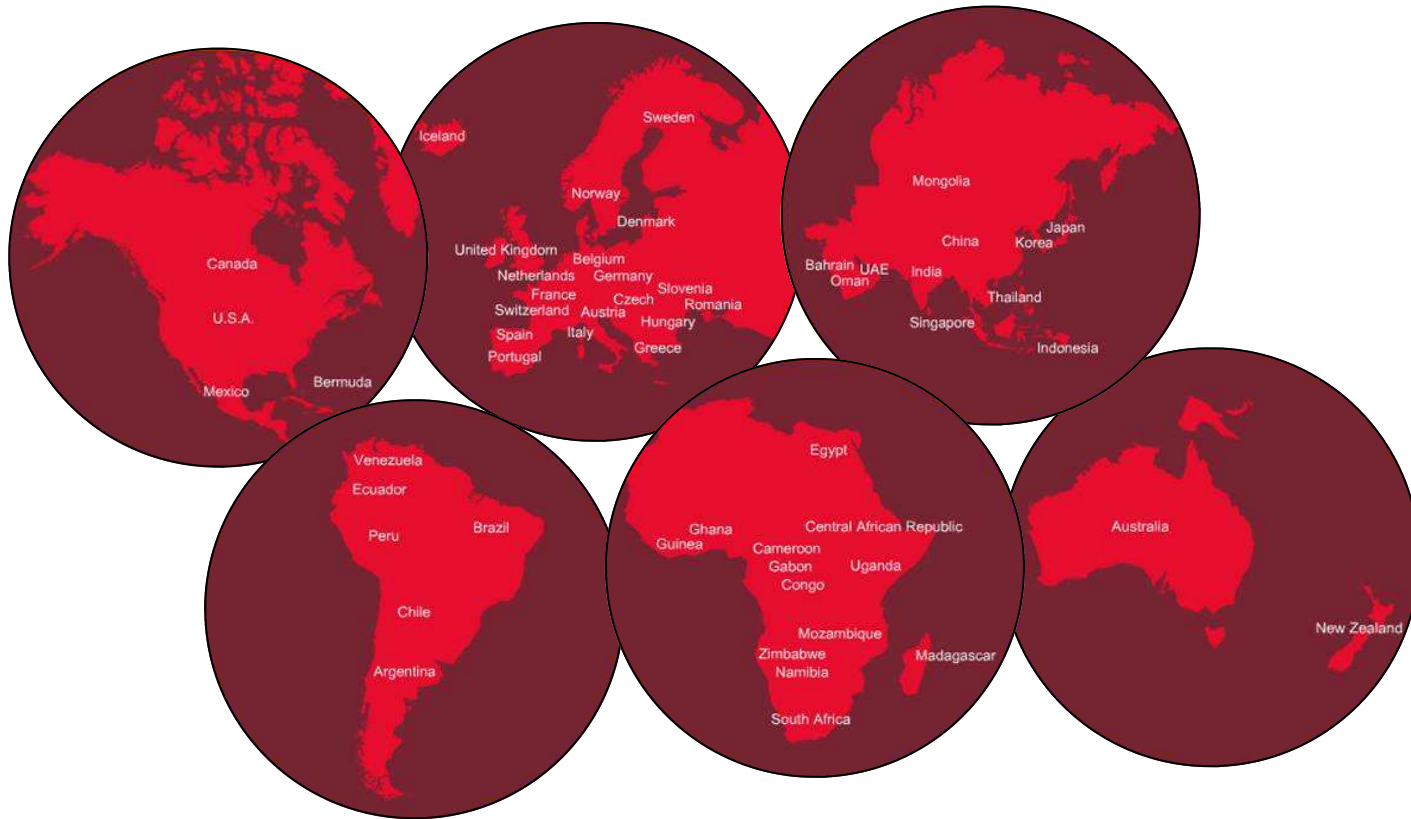 Canada
U.S.A.
Mexico
Bermuda
Iceland
Sweden
Norway
Denmark
United Kingdom
Belgium
Netherlands
Germany
France
Slovenia
Czech
Romania
Switzerland
Austria
Hungary
Spain
Italy
Greece
Portugal
Mongolia
Japan
China
Korea
Bahrain
UAE
India
Oman
Thailand
Singapore
Indonesia
Venezuela
Ecuador
Brazil
Peru
Chile
Argentina
Egypt
Ghana
Central African Republic
Guinea
Cameroon
Gabon
Uganda
Congo
Mozambique
Zimbabwe
Madagascar
Namibia
South Africa
Australia
New Zealand